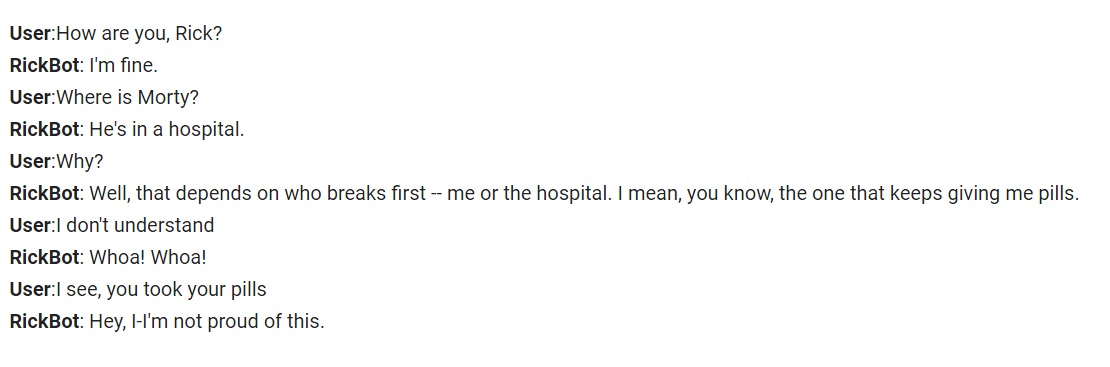 User:How are you, Rick?
RickBot: I'm fine.
User:Where is Morty?
RickBot: He's in a hospital.
User:Why?
RickBot: Well, that depends on who breaks first -- me or the hospital. I mean, you know, the one that keeps giving me pills.
User:I don't understand
RickBot: Whoa! Whoa!
User:I see, you took your pills
RickBot: Hey, I-I'm not proud of this.